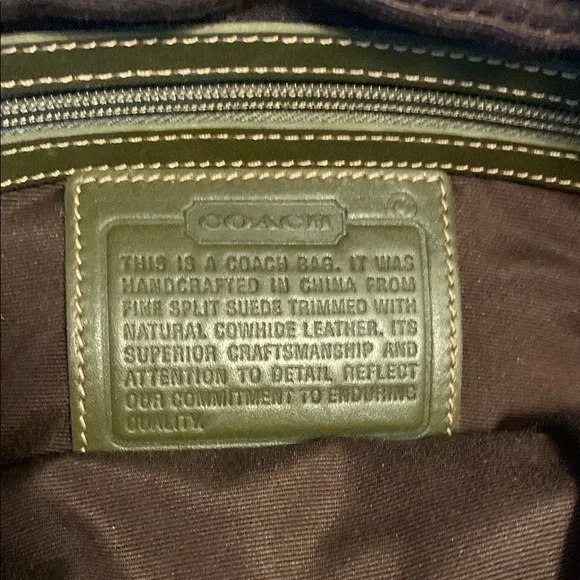 COACH
THIS IS A COACH BAG. IT WAS
HANDCRAFTED IN CHINA FROM
FINE SPLIT SUEDE TRIMMED WITH
NATURAL COWHIDE LEATHER. ITS
SUPERIOR CRAFTSMANSHIP AND
ATTENTION TO DETAIL REFLECT
OUR COMMITMENT TO ENDURING
QUALITY.